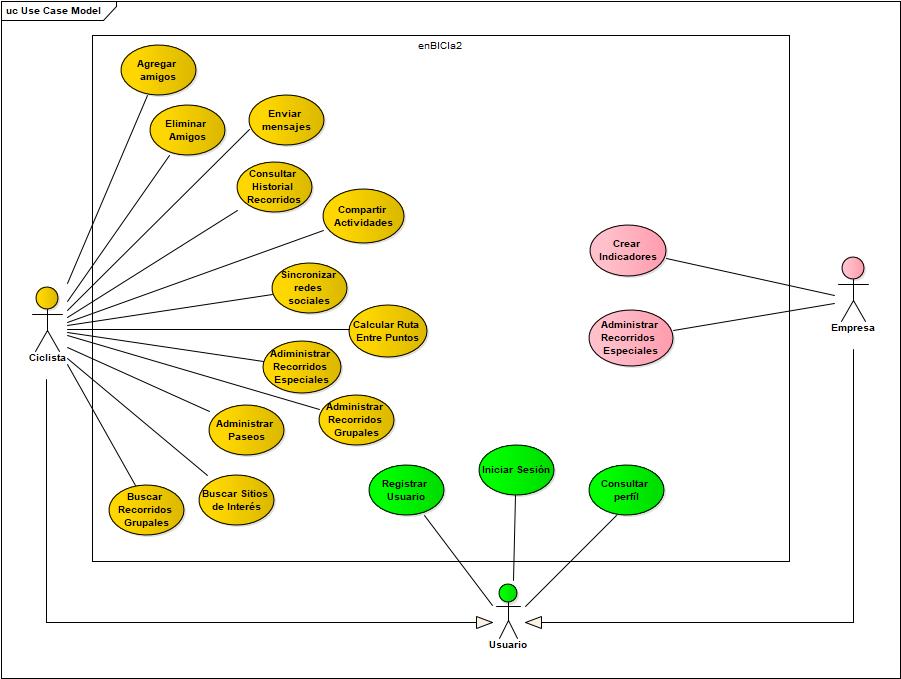 uc Use Case Model
enBICIa2
Agregar
amigos
Eliminar
Amigos
Enviar
mensajes
Consultar
Historial
Recorridos
Compartir
Actividades
Sincronizar
redes
sociales
Calcular Ruta
Entre Puntos
Adiministrar
Recorridos
Especiales
Administrar
Recorridos
Grupales
Administrar
Paseos
Buscar Sitios
de Interés
Buscar
Recorridos
Grupales
Ciclista
Crear
Indicadores
Administrar
Recorridos
Especiales
Empresa
Registrar
Usuario
Iniciar Sesión
Consultar
perfíl
Usuario